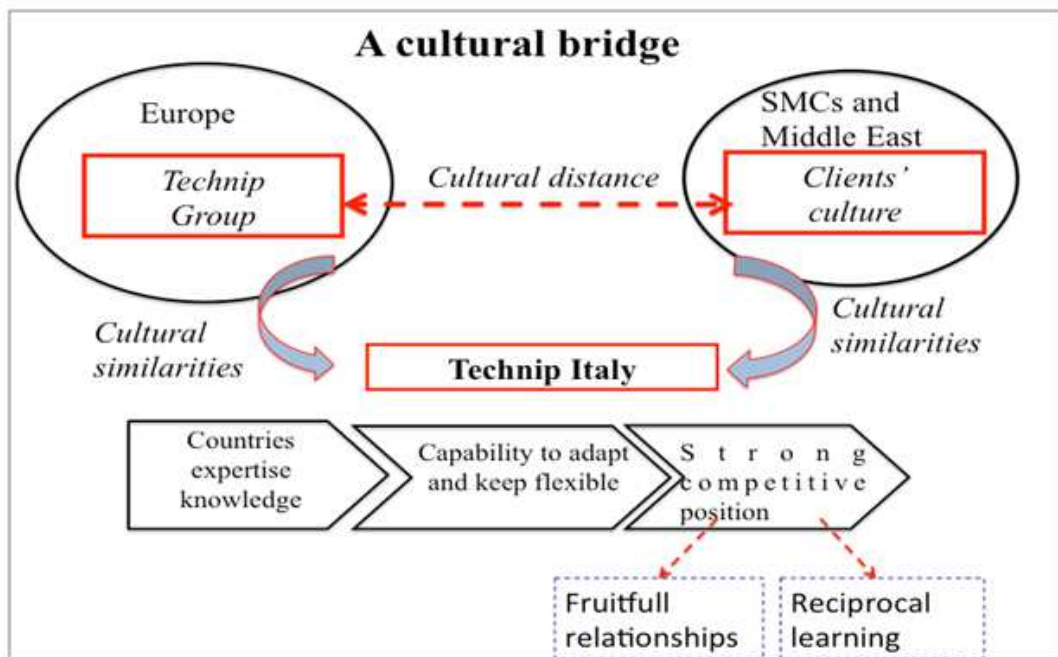 A cultural bridge
Europe
Technip
Group
Cultural distance
SMCs and
Middle East
Clients’
culture
Cultural
similarities
Technip Italy
Cultural
similarities
Countries
expertise
knowledge
Capability to adapt
and keep flexible
S t r o n g
competitive
position
Fruitfull
relationships
Reciprocal
learning